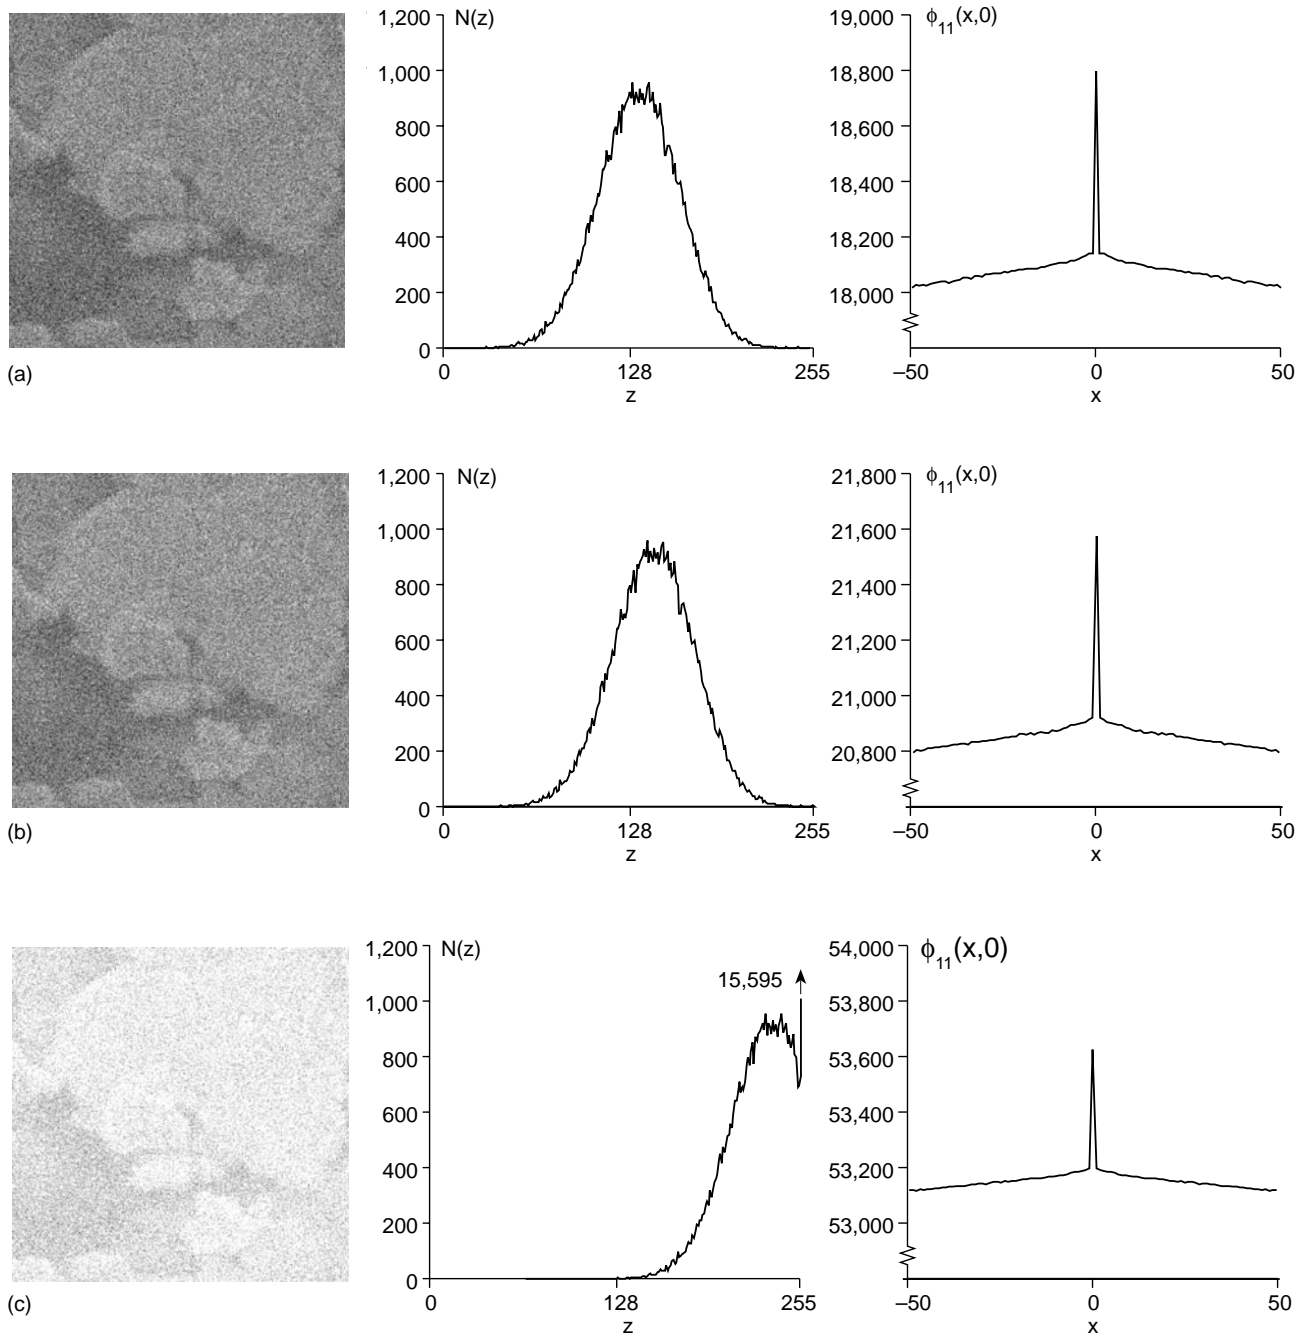 1,200 N(z)
1,000
800
600
400
200
0
0 128 255
z
19,000 ϕ11(x,0)
18,800
18,600
18,400
18,200
18,000
–50 0 50
x
(a)
1,200 N(z)
1,000
800
600
400
200
0
0 128 255
z
21,800 ϕ11(x,0)
21,600
21,400
21,200
21,000
20,800
–50 0 50
x
(b)
1,200 N(z)
15,595
1,000
800
600
400
200
0
0 128 255
z
54,000 ϕ11(x,0)
53,800
53,600
53,400
53,200
53,000
–50 0 50
x
(c)